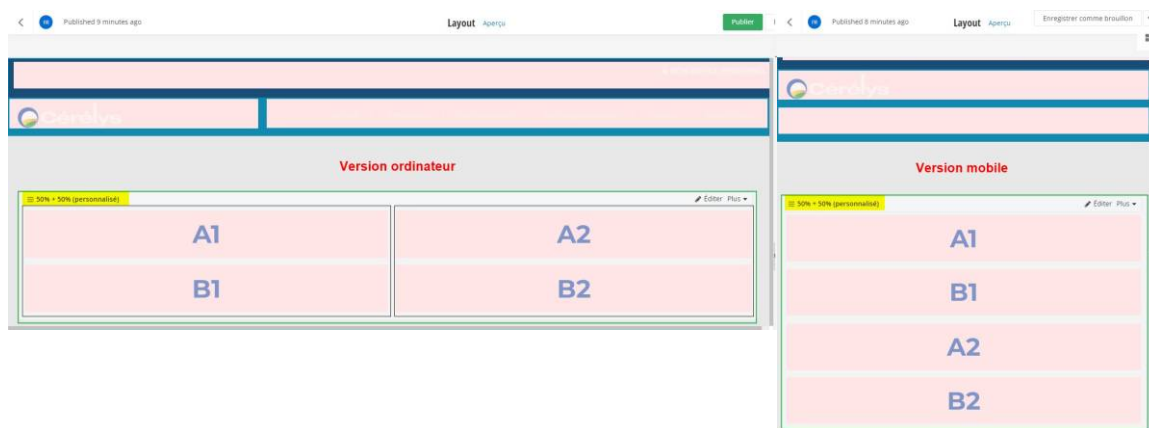 Published 9 minutes ago
Layout Aperçu
Publier
Cérélys
Version ordinateur
50% + 50% (personnalisé)
Éditer Plus
A1
A2
B1
B2
Published 8 minutes ago
Layout Aperçu
Enregistrer comme brouillon
Cérélys
Version mobile
50% + 50% (personnalisé)
Éditer Plus
A1
B1
A2
B2